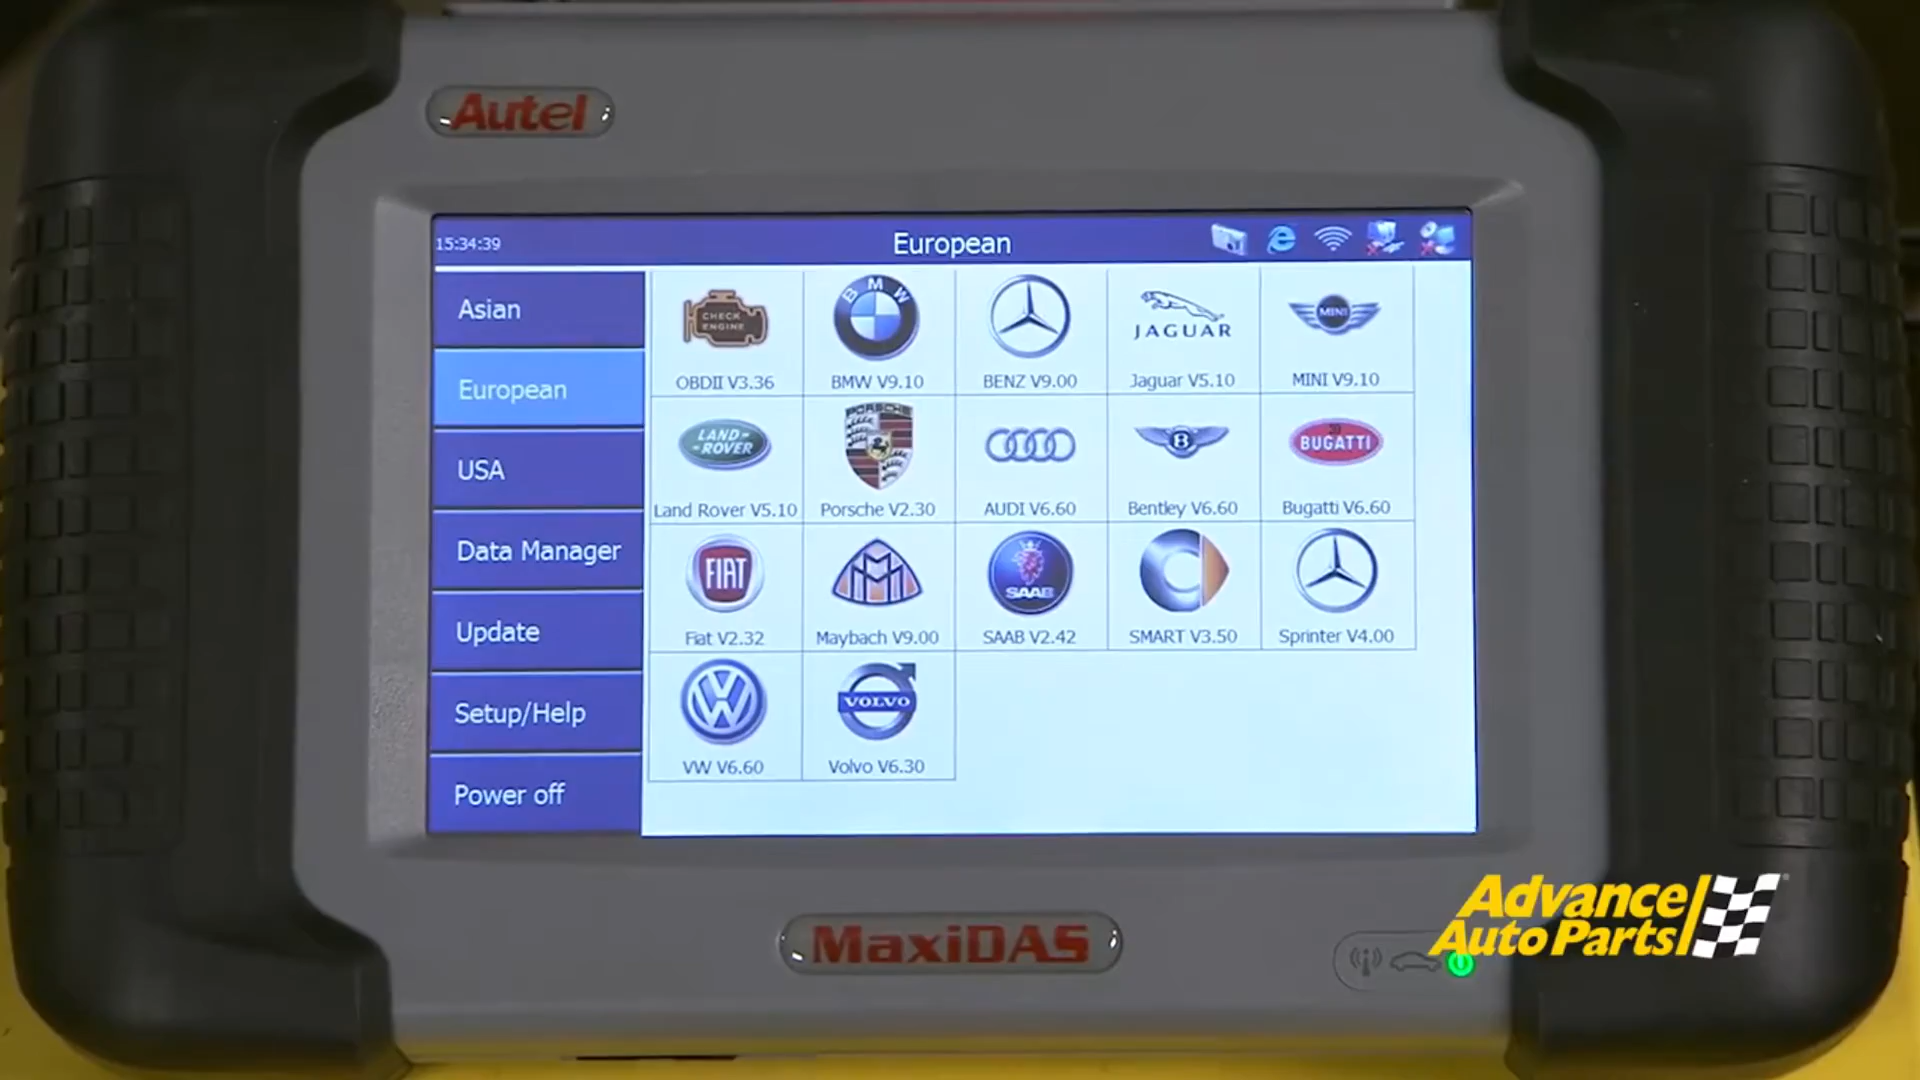 Autel
15:34:39
European
Asian
European
USA
Data Manager
Update
Setup/Help
Power off
CHECK
ENGINE
OBDII V3.36
BMW
BMW V9.10
BENZ V9.00
JAGUAR
Jaguar V5.10
MINI
MINI V9.10
LAND-
-ROVER
Land Rover V5.10
PORSCHE
Porsche V2.30
AUDI V6.60
B
Bentley V6.60
BUGATTI
Bugatti V6.60
FIAT
Fiat V2.32
Maybach V9.00
SAAB
SAAB V2.42
SMART V3.50
Sprinter V4.00
VW V6.60
VOLVO
Volvo V6.30
MaxiDAS
Advance
Auto Parts